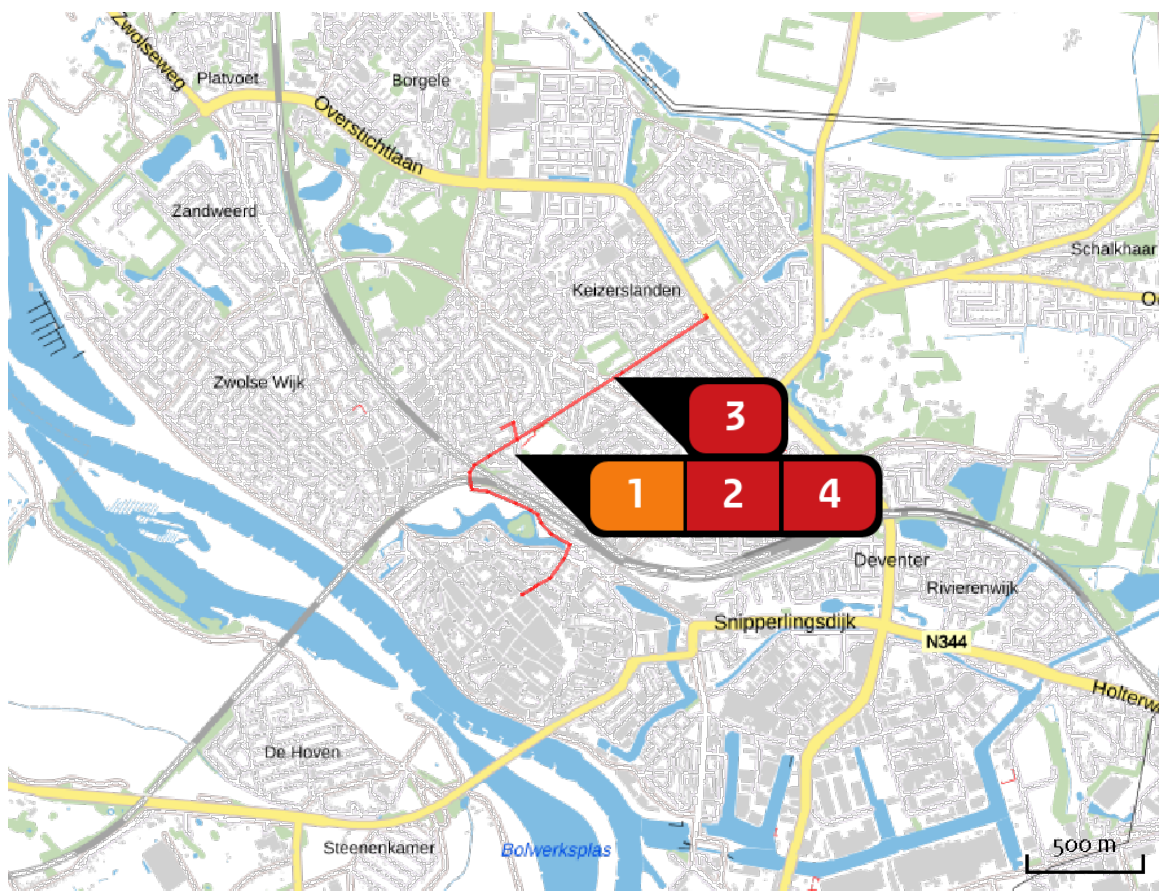 Zwolseweg
Platvoet
Borgele
Overstichtlaan
Zandweerd
Schalkhaar
Keizerslanden
Zwolse Wijk
3
1 2 4
Deventer
Rivierenwijk
Snipperlingsdijk
N344
De Hoven
Steenenkamer
Bolwerksplas
500 m